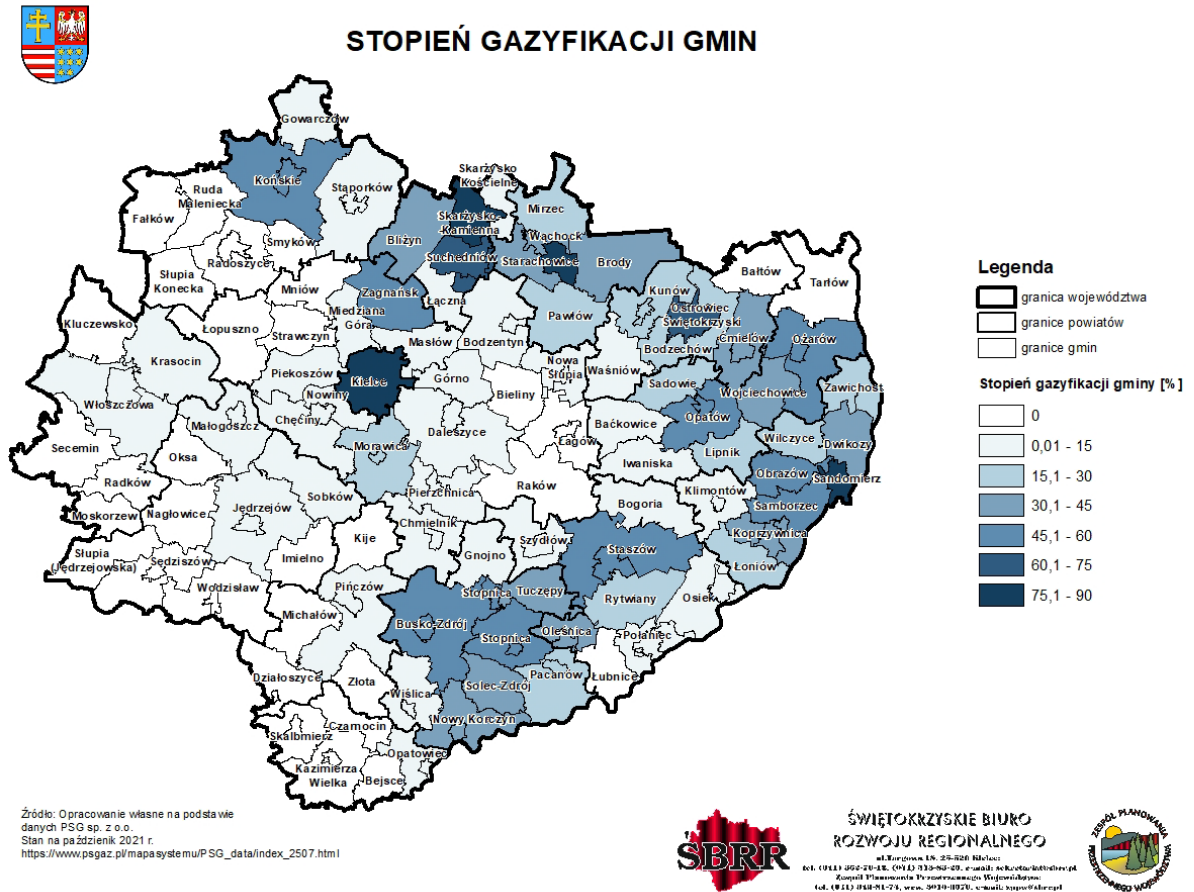 STOPIEŃ GAZYFIKACJI GMIN
Gowarczów
Końskie
Stąporków
Ruda
Maleniecka
Fałków
Smyków
Radoszyce
Słupia
Konecka
Skarżysko
Kościelne
Skarżysko-
Kamienna
Bliżyn
Suchedniów
Mirzec
Wąchock
Starachowice
Brody
Bałtów
Tarłów
Kunów
Ostrowiec
Świętokrzyski
Ćmielów
Ożarów
Bodzechów
Kluczewsko
Łopuszno
Mniów
Miedziana
Góra
Zagnańsk
Łączna
Strawczyn
Masłów
Bodzentyn
Pawłów
Nowa
Słupia
Waśniów
Sadowie
Wojciechowice
Zawichost
Krasocin
Piekoszów
Kielce
Górno
Bieliny
Nowiny
Włoszczowa
Małogoszcz
Chęciny
Morawica
Daleszyce
Łagów
Baćkowice
Opatów
Wilczyce
Dwikozy
Lipnik
Iwaniska
Obrazów
Sandomierz
Secemin
Oksa
Radków
Moskorzew
Nagłowice
Jędrzejów
Sobków
Pierzchnica
Raków
Bogoria
Klimontów
Samborzec
Koprzywnica
Chmielnik
Kije
Imielno
Gnojno
Szydłów
Staszów
Łoniów
Słupia
(Jędrzejowska)
Sędziszów
Wodzisław
Pińczów
Michałów
Stopnica
Tuczępy
Rytwiany
Osiek
Busko-Zdrój
Stopnica
Oleśnica
Połaniec
Działoszyce
Złota
Wiślica
Solec-Zdrój
Pacanów
Łubnice
Nowy Korczyn
Czarnocin
Skalbmierz
Opatowiec
Kazimierza
Wielka
Bejsce
Legenda
granica województwa
granice powiatów
granice gmin
Stopień gazyfikacji gminy [%]
0
0,01 - 15
15,1 - 30
30,1 - 45
45,1 - 60
60,1 - 75
75,1 - 90
Źródło: Opracowanie własne na podstawie
danych PSG sp. z o.o.
Stan na październik 2021 r.
https://www.psgaz.pl/mapasystemu/PSG_data/index_2507.html
ŚBRR
ŚWIĘTOKRZYSKIE BIURO
ROZWOJU REGIONALNEGO